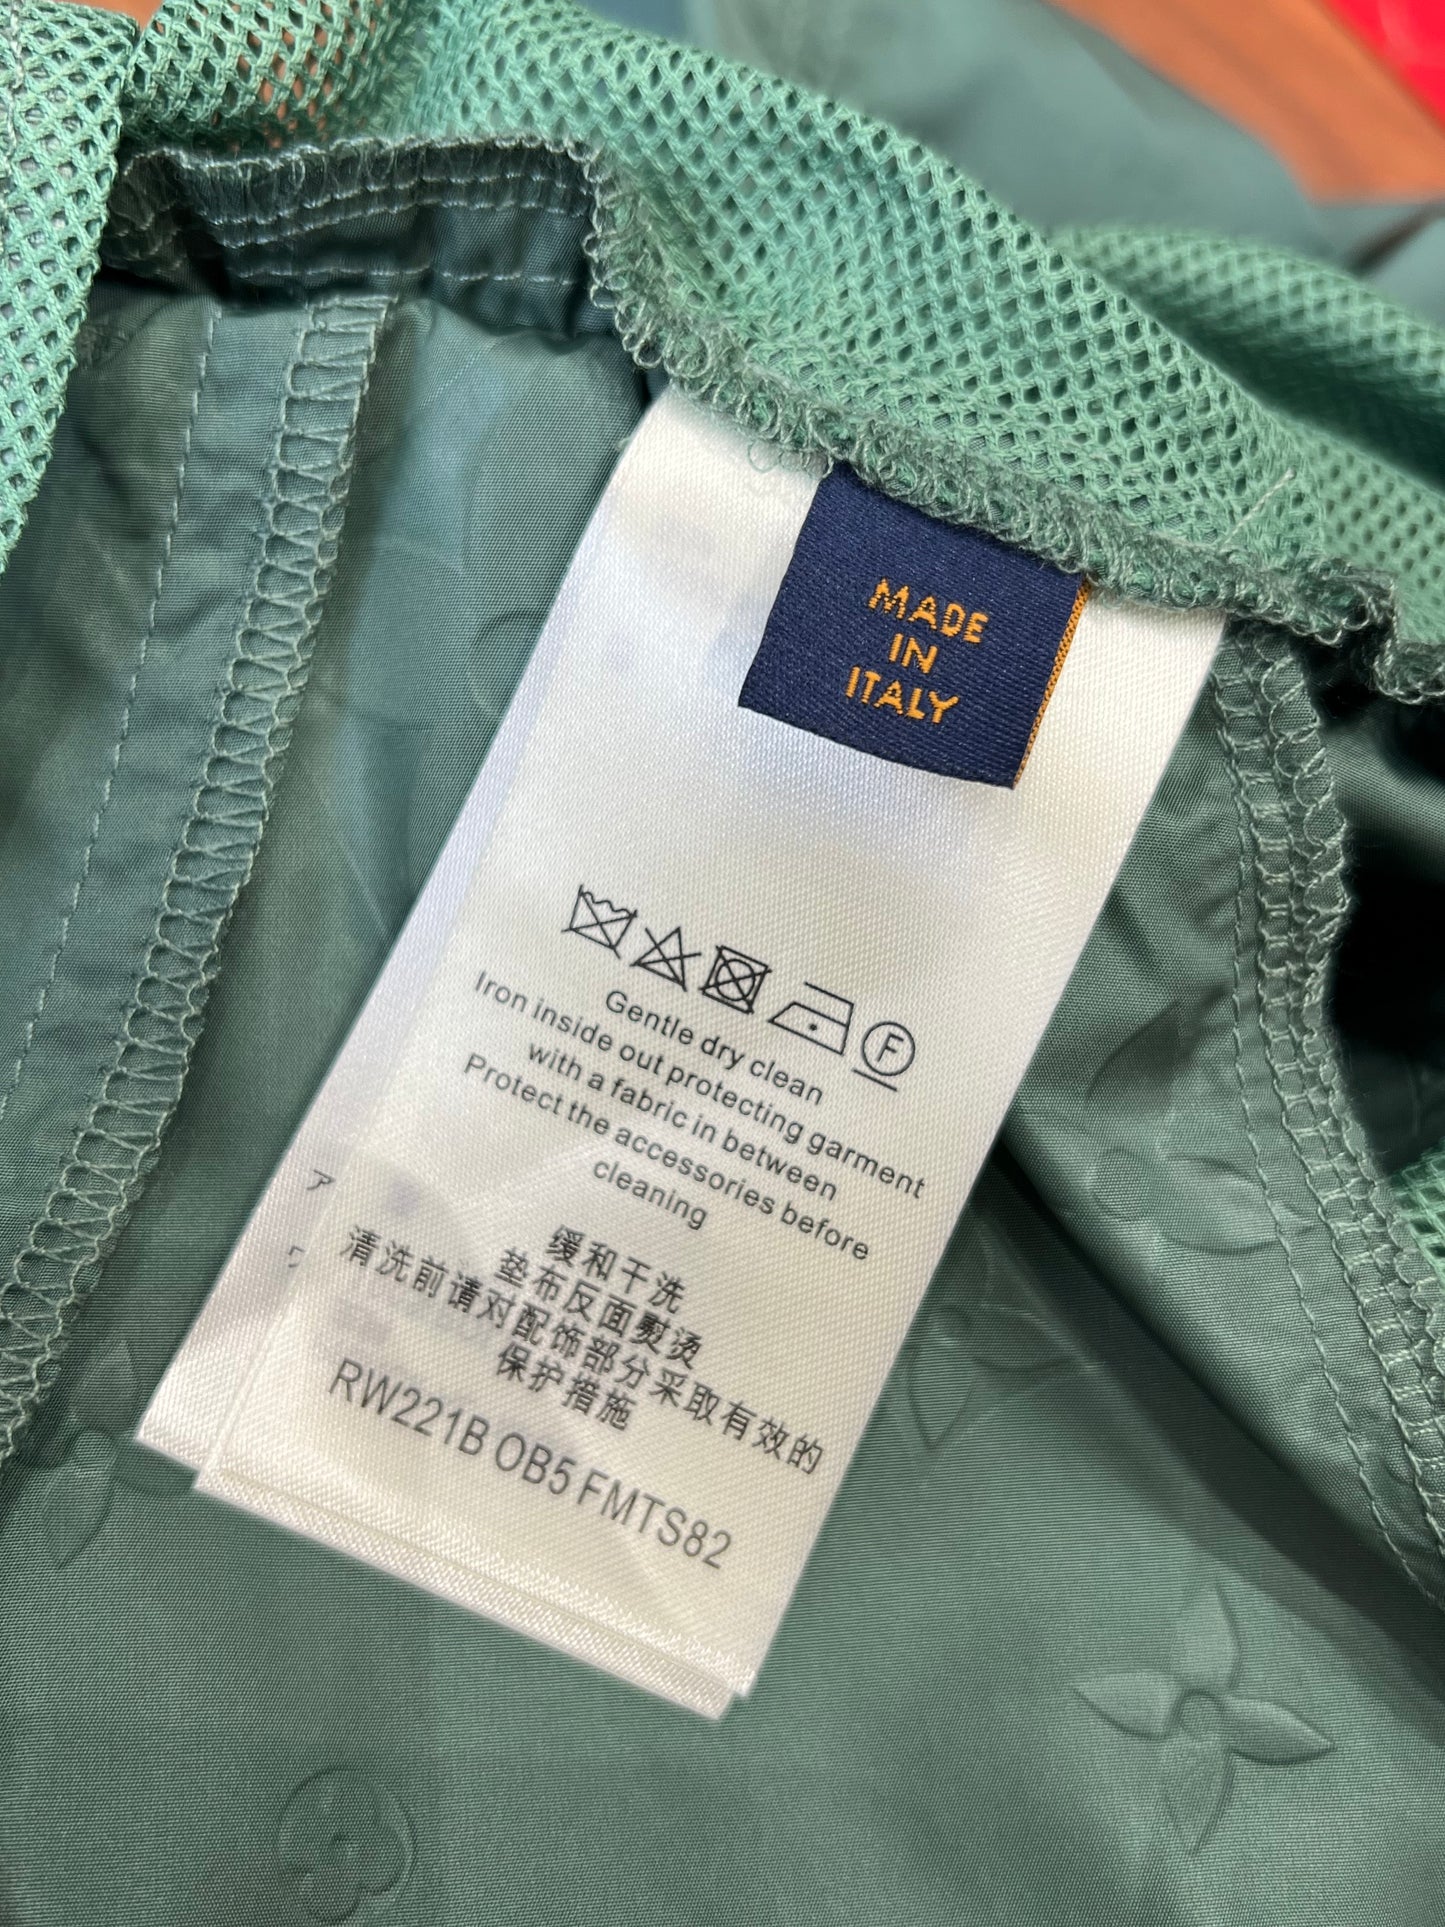 MADE
IN
ITALY
F
Gentle dry clean
Iron inside out protecting garment
with a fabric in between
Protect the accessories before
cleaning
缓和干洗
垫布反面熨烫
清洗前请对配饰部分采取有效的
保护措施
RW221B OB5 FMTS82
ア
ワ